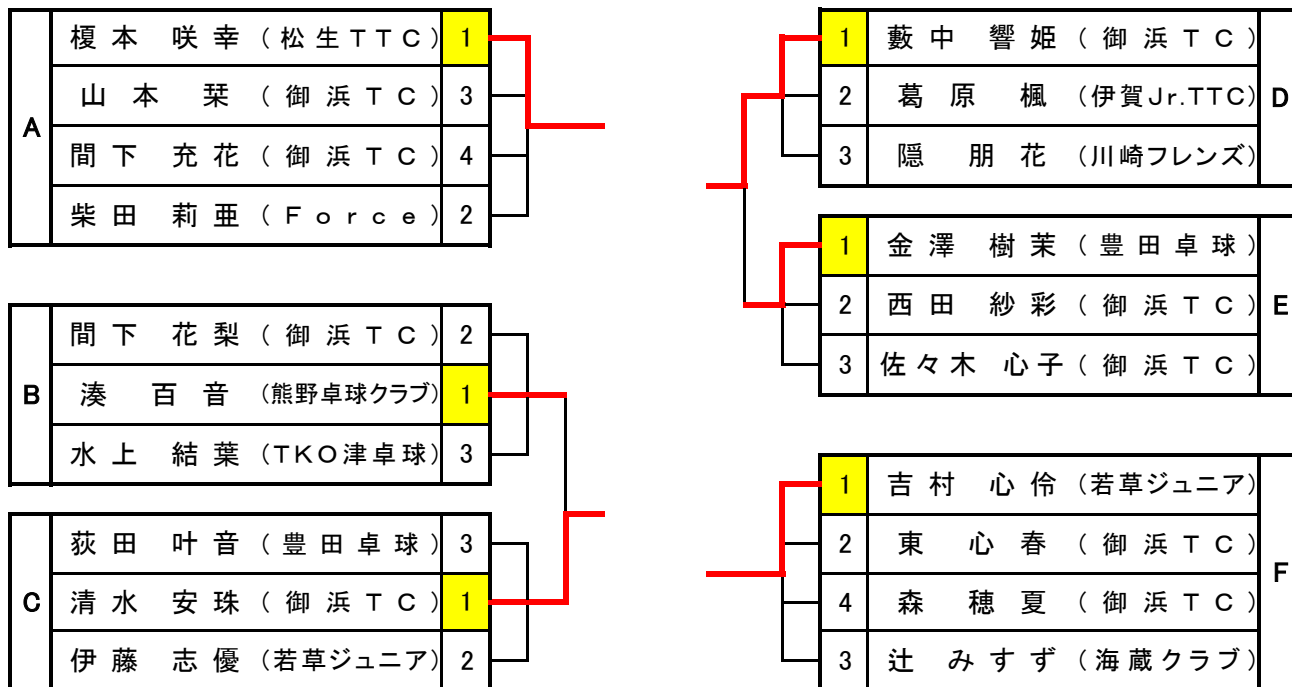 A
榎本 咲幸 (松生TTC) 1
山本 栞 (御浜TC) 3
間下 充花 (御浜TC) 4
柴田 莉亜 (Force) 2
B
間下 花梨 (御浜TC) 2
湊 百音 (熊野卓球クラブ) 1
水上 結葉 (TKO津卓球) 3
C
荻田 叶音 (豊田卓球) 3
清水 安珠 (御浜TC) 1
伊藤 志優 (若草ジュニア) 2
1 藪中 響姫 (御浜TC)
2 葛原 楓 (伊賀Jr.TTC)
3 隠 朋花 (川崎フレンズ)
D
1 金澤 樹茉 (豊田卓球)
2 西田 紗彩 (御浜TC)
3 佐々木 心子 (御浜TC)
E
1 吉村 心伶 (若草ジュニア)
2 東 心春 (御浜TC)
4 森 穂夏 (御浜TC)
3 辻 みすず (海蔵クラブ)
F